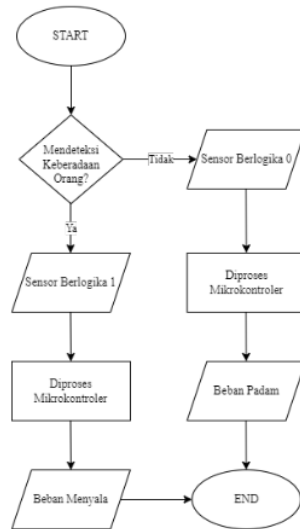 START
Mendeteksi
Keberadaan
Orang?
Tidak
Sensor Berlogika 0
Ya
Sensor Berlogika 1
Diproses
Mikrokontroler
Diproses
Mikrokontroler
Beban Padam
Beban Menyala
END